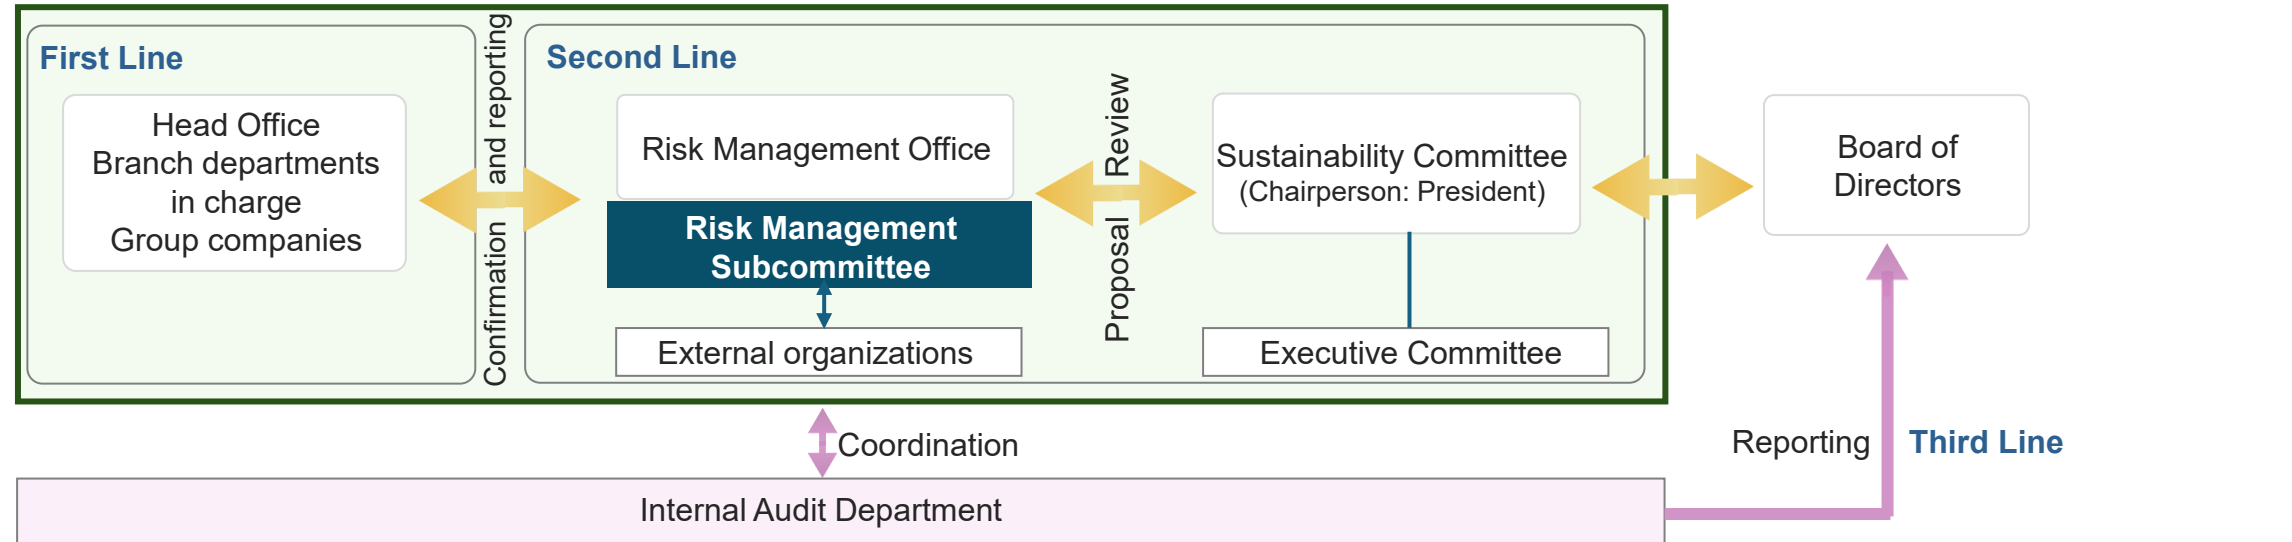 First Line
Head Office
Branch departments
in charge
Group companies
Confirmation and reporting
Second Line
Risk Management Office
Risk Management
Subcommittee
External organizations
Proposal Review
Sustainability Committee
(Chairperson: President)
Executive Committee
Board of
Directors
Coordination
Reporting
Third Line
Internal Audit Department